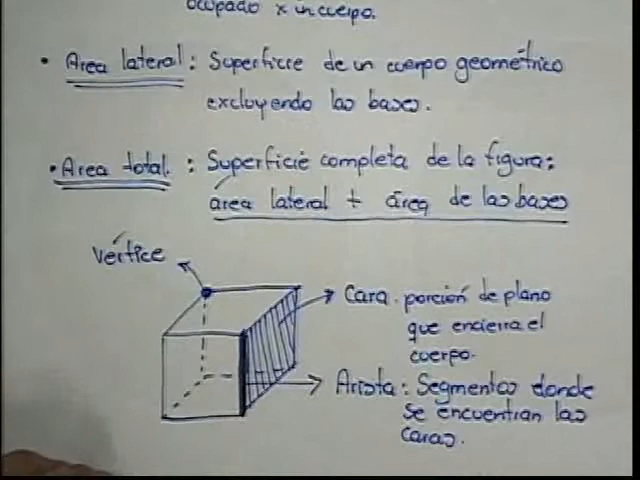 ocupado x un cuerpo.
• Area lateral : Superficie de un cuerpo geométrico
excluyendo las bases.
• Area total. : Superficie completa de la figura:
área lateral + área de las bases
Vértice
Cara. porción de plano
que encierra el
cuerpo.
Arista : Segmentos donde
se encuentran las
caras.